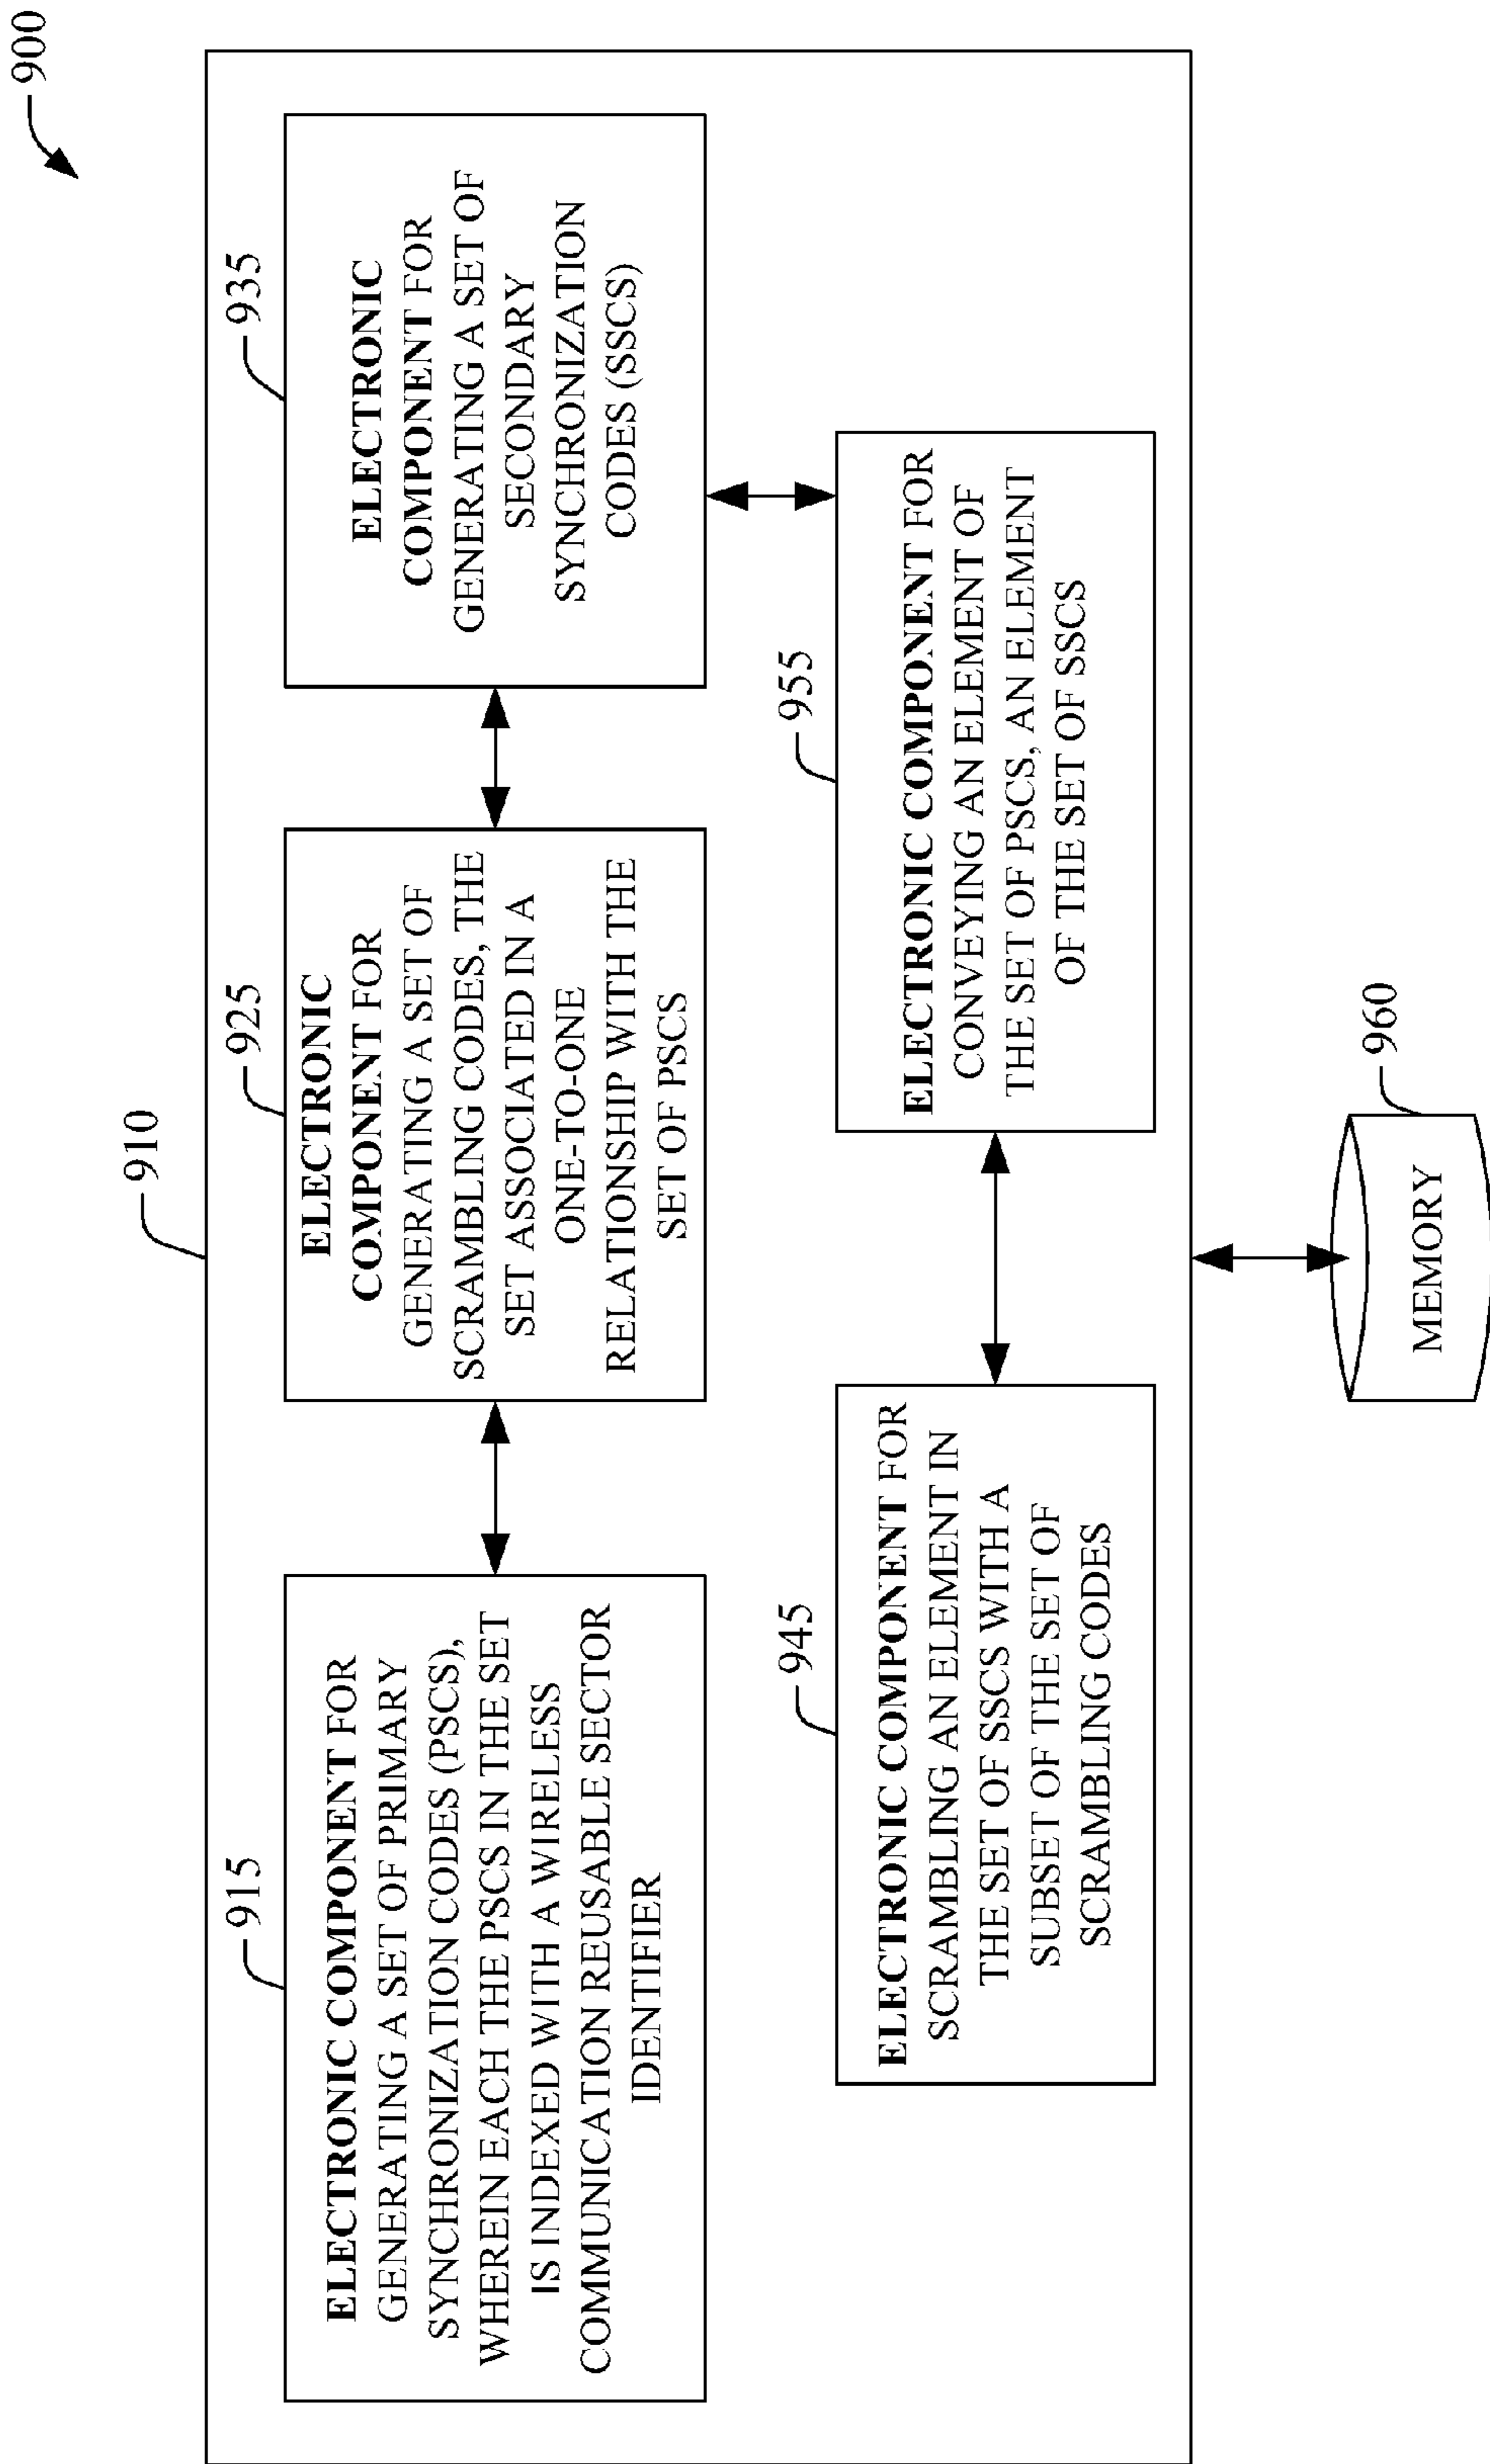 900
910
915
ELECTRONIC COMPONENT FOR
GENERATING A SET OF PRIMARY
SYNCHRONIZATION CODES (PSCS),
WHEREIN EACH THE PSCS IN THE SET
IS INDEXED WITH A WIRELESS
COMMUNICATION REUSABLE SECTOR
IDENTIFIER
925
ELECTRONIC
COMPONENT FOR
GENERATING A SET OF
SCRAMBLING CODES, THE
SET ASSOCIATED IN A
ONE-TO-ONE
RELATIONSHIP WITH THE
SET OF PSCS
935
ELECTRONIC
COMPONENT FOR
GENERATING A SET OF
SECONDARY
SYNCHRONIZATION
CODES (SSCS)
945
ELECTRONIC COMPONENT FOR
SCRAMBLING AN ELEMENT IN
THE SET OF SSCS WITH A
SUBSET OF THE SET OF
SCRAMBLING CODES
955
ELECTRONIC COMPONENT FOR
CONVEYING AN ELEMENT OF
THE SET OF PSCS, AN ELEMENT
OF THE SET OF SSCS
960
MEMORY